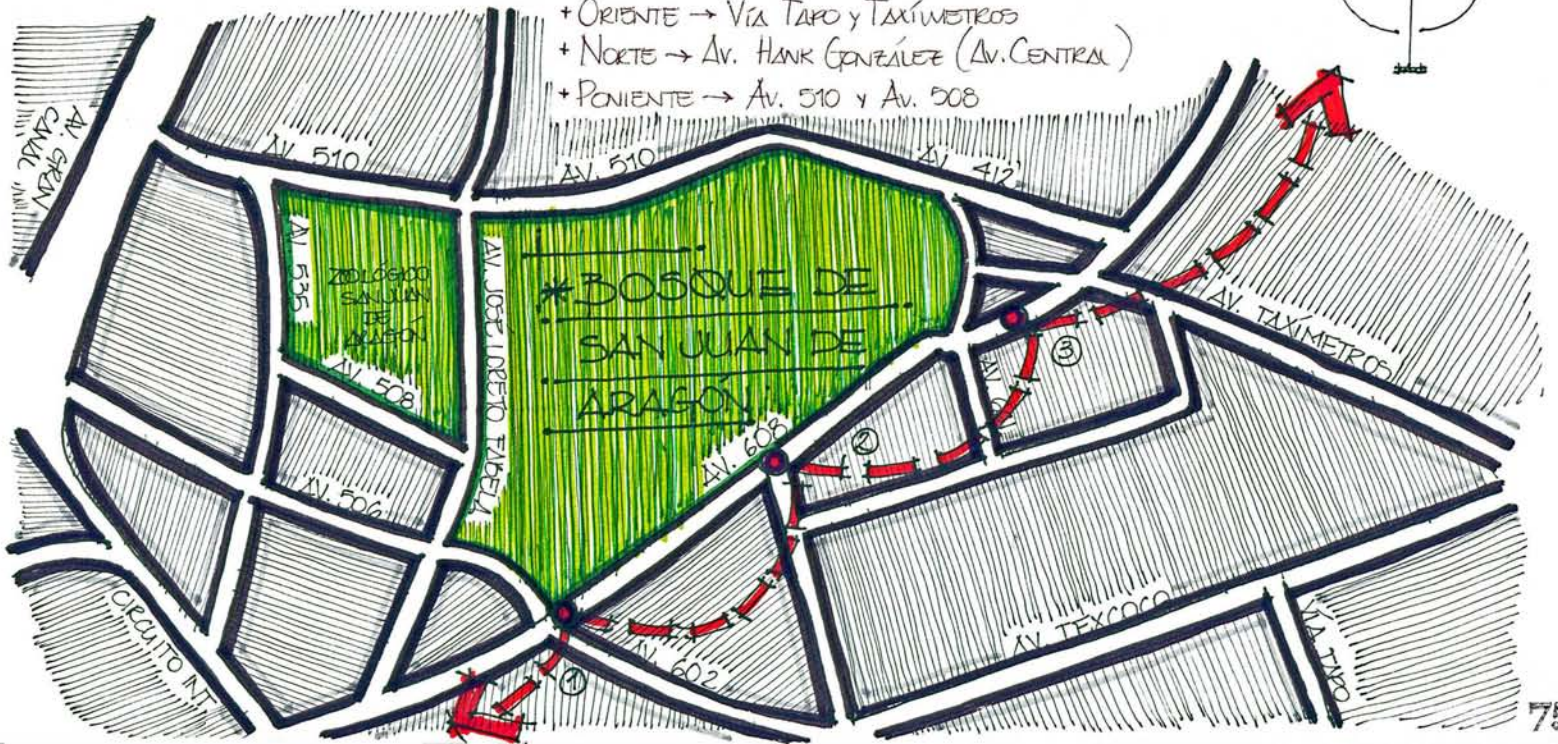 + ORIENTE → VÍA TAPO y TAXÍMETROS
+ NORTE → AV. HANK GONZÁLEZ (AV. CENTRAL)
+ PONIENTE → AV. 510 y AV. 508
AV. GRAN
CANAL
AV. 510
AV. 510
AV. 412
AV. 535
ZOOLÓGICO
SAN JUAN
DE
ARAGÓN
AV. 508
AV. JOSÉ LORETO FABELA
*BOSQUE DE
SAN JUAN DE
ARAGÓN.
AV. 608
AV. TAXÍMETROS
3
2
AV. 506
CIRCUITO INT.
1
AV. 602
AV. TEXCOCO
VÍA TAPO